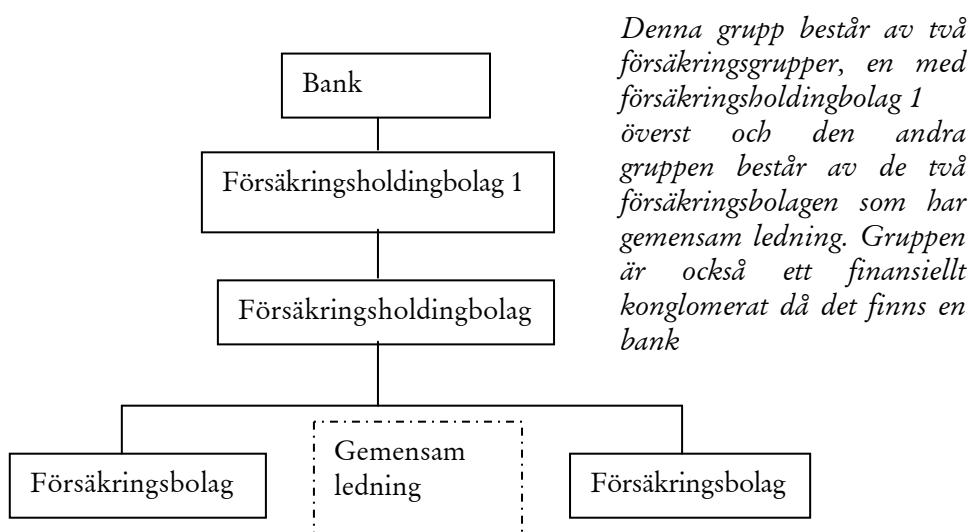 Denna grupp består av två
försäkringsgrupper, en med
försäkringsholdingbolag 1
överst och den andra
gruppen består av de två
försäkringsbolagen som har
gemensam ledning. Gruppen
är också ett finansiellt
konglomerat då det finns en
bank
Bank
Försäkringsholdingbolag 1
Försäkringsholdingbolag
Försäkringsbolag
Gemensam
ledning
Försäkringsbolag